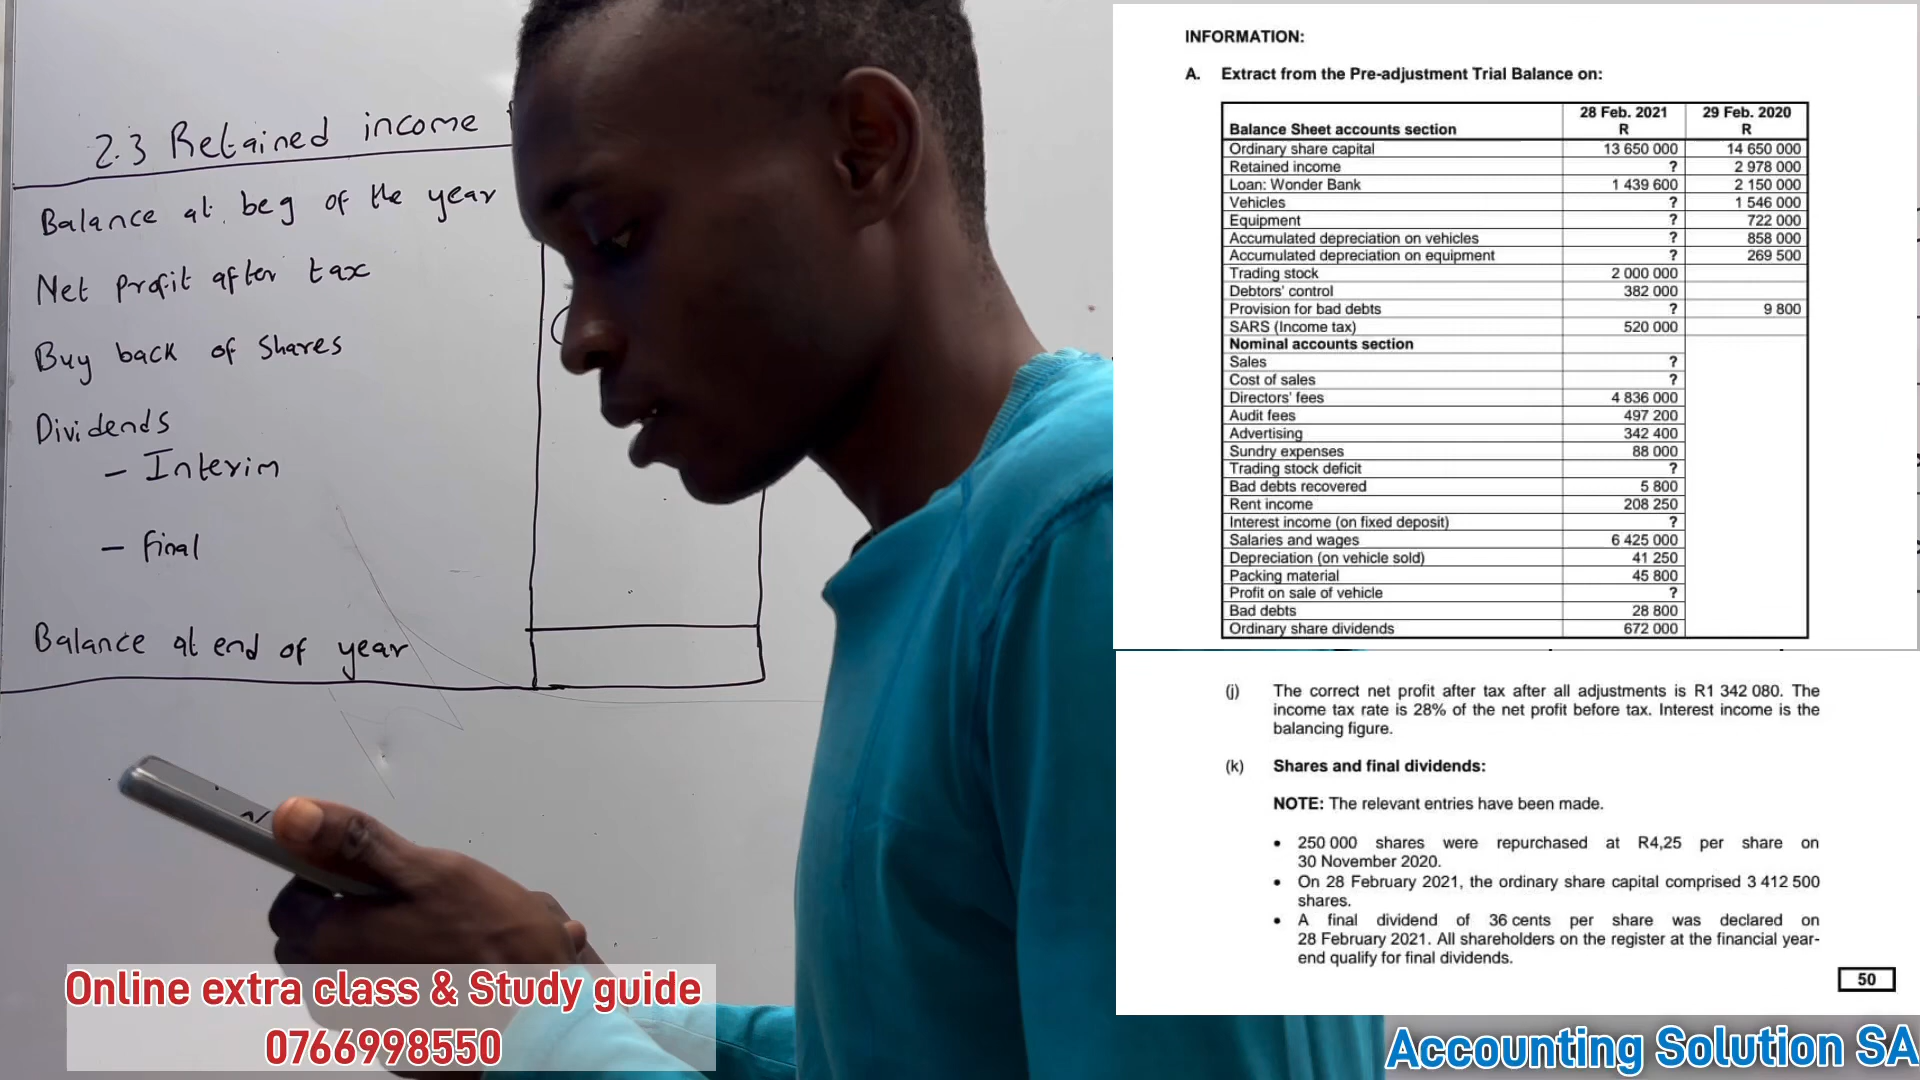 2.3 Retained income
Balance at beg of the year
Net Profit after tax
Buy back of Shares
Dividends
- Interim
- final
Balance at end of year
INFORMATION:
A. Extract from the Pre-adjustment Trial Balance on:
Balance Sheet accounts section 28 Feb. 2021 R 29 Feb. 2020 R
Ordinary share capital 13 650 000 14 650 000
Retained income ? 2 978 000
Loan: Wonder Bank 1 439 600 2 150 000
Vehicles ? 1 546 000
Equipment ? 722 000
Accumulated depreciation on vehicles ? 858 000
Accumulated depreciation on equipment ? 269 500
Trading stock 2 000 000
Debtors' control 382 000
Provision for bad debts ? 9 800
SARS (Income tax) 520 000
Nominal accounts section
Sales ?
Cost of sales ?
Directors' fees 4 836 000
Audit fees 497 200
Advertising 342 400
Sundry expenses 88 000
Trading stock deficit ?
Bad debts recovered 5 800
Rent income 208 250
Interest income (on fixed deposit) ?
Salaries and wages 6 425 000
Depreciation (on vehicle sold) 41 250
Packing material 45 800
Profit on sale of vehicle ?
Bad debts 28 800
Ordinary share dividends 672 000
(j) The correct net profit after tax after all adjustments is R1 342 080. The
income tax rate is 28% of the net profit before tax. Interest income is the
balancing figure.
(k) Shares and final dividends:
NOTE: The relevant entries have been made.
• 250 000 shares were repurchased at R4,25 per share on
30 November 2020.
• On 28 February 2021, the ordinary share capital comprised 3 412 500
shares.
• A final dividend of 36 cents per share was declared on
28 February 2021. All shareholders on the register at the financial year-
end qualify for final dividends.
50
Online extra class & Study guide
0766998550
Accounting Solution SA